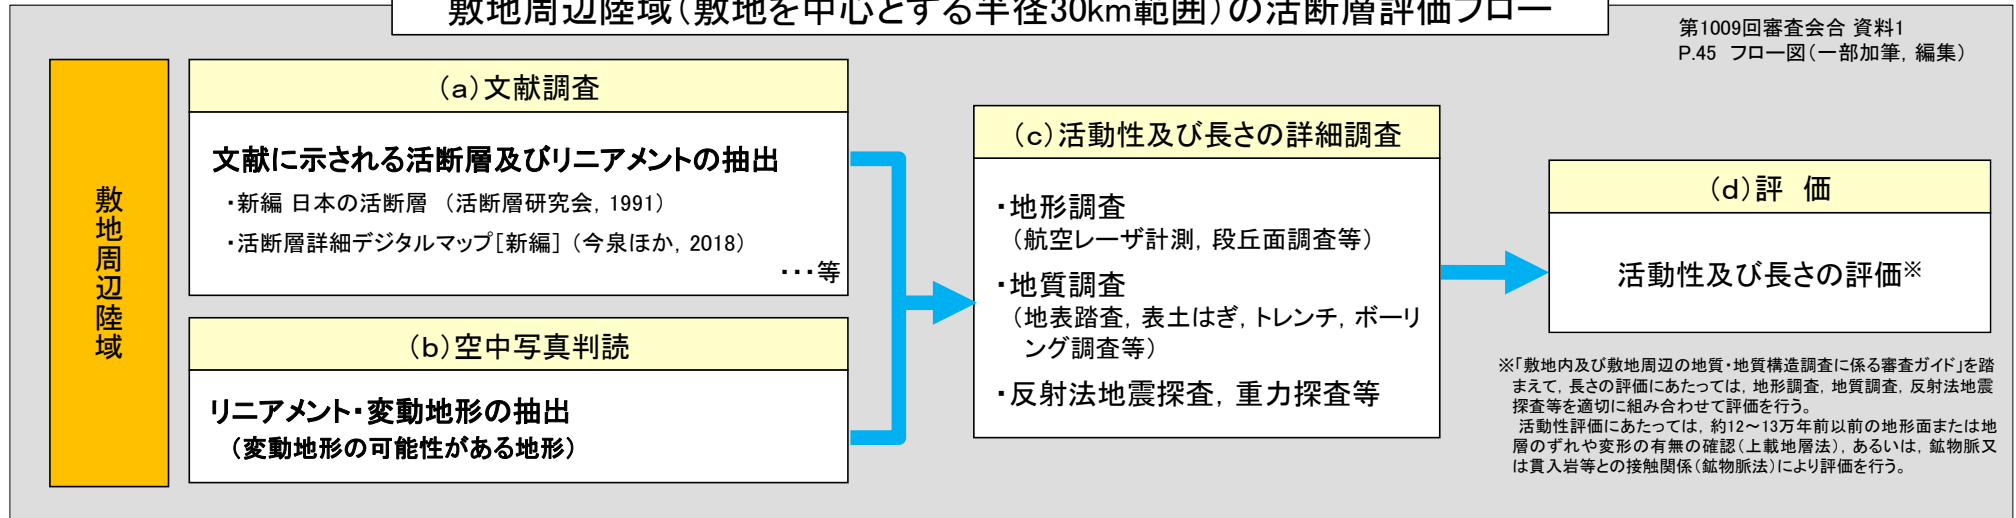 敷地周辺陸域（敷地を中心とする半径30km範囲）の活断層評価フロー
第1009回審査会合 資料1
P.45 フロー図（一部加筆，編集）
敷地周辺陸域
（a）文献調査
文献に示される活断層及びリニアメントの抽出
・新編 日本の活断層 （活断層研究会，1991）
・活断層詳細デジタルマップ［新編］（今泉ほか，2018）
・・・等
（b）空中写真判読
リニアメント・変動地形の抽出
（変動地形の可能性がある地形）
（c）活動性及び長さの詳細調査
・地形調査
（航空レーザ計測，段丘面調査等）
・地質調査
（地表踏査，表土はぎ，トレンチ，ボーリ
ング調査等）
・反射法地震探査，重力探査等
（d）評　価
活動性及び長さの評価※
※「敷地内及び敷地周辺の地質・地質構造調査に係る審査ガイド」を踏
まえて，長さの評価にあたっては，地形調査，地質調査，反射法地震
探査等を適切に組み合わせて評価を行う。
活動性評価にあたっては，約12～13万年前以前の地形面または地
層のずれや変形の有無の確認（上載地層法），あるいは，鉱物脈又
は貫入岩等との接触関係（鉱物脈法）により評価を行う。